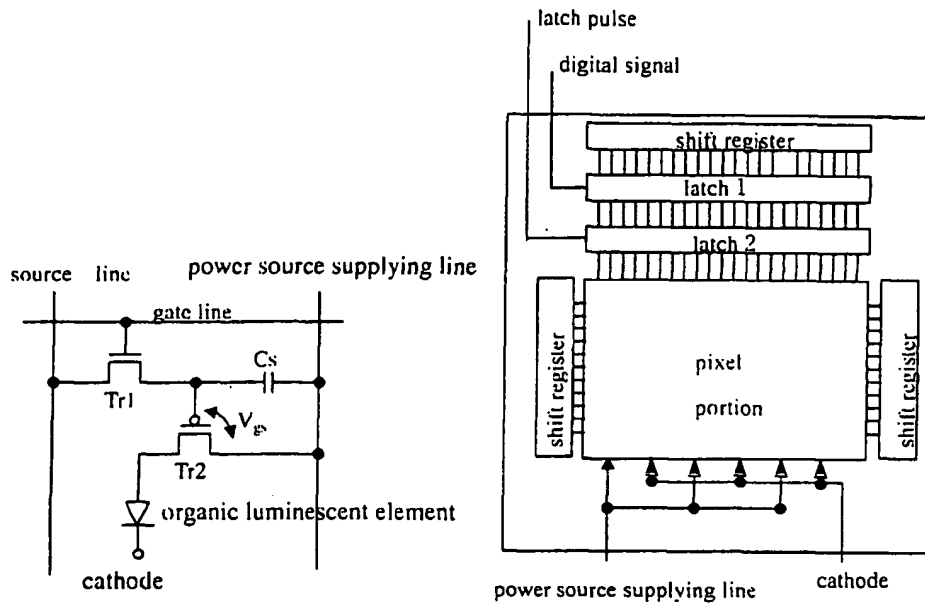 source line
power source supplying line
gate line
Cs
Tr1
Vgs
Tr2
organic luminescent element
cathode
latch pulse
digital signal
shift register
latch 1
latch 2
shift register
pixel
portion
shift register
power source supplying line
cathode